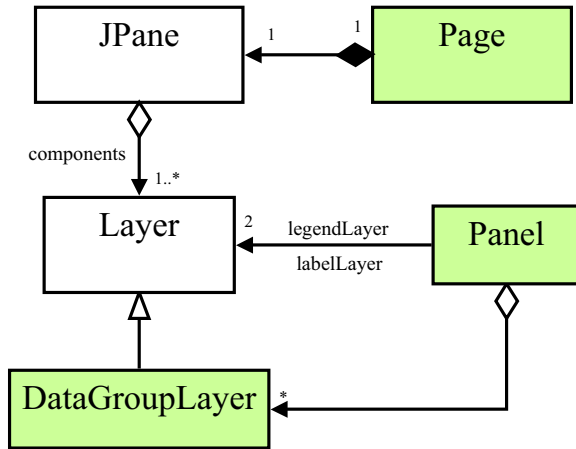 JPane
Page
1
1
components
1..*
Layer
2
legendLayer
labelLayer
Panel
DataGroupLayer
*